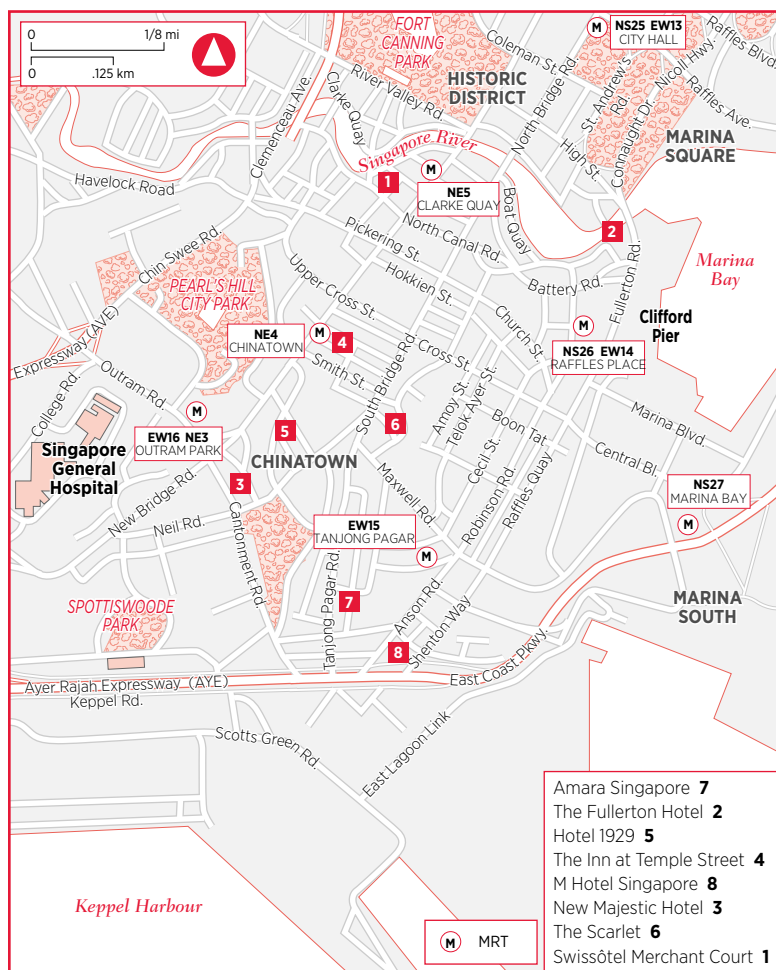 0 1/8 mi
0 .125 km
FORT
CANNING
PARK
NS25 EW13
CITY HALL
Raffles Blvd.
Coleman St.
North Bridge Rd.
St. Andrew's
Rd.
Nicoll Hwy.
Raffles Ave.
Connaught Dr.
HISTORIC
DISTRICT
River Valley Rd.
Clarke Quay
Clemenceau Ave.
MARINA
SQUARE
High St.
Singapore River
M
1
NE5
CLARKE QUAY
Havelock Road
Boat Quay
2
North Canal Rd.
Pickering St.
Chin Swee Rd.
Hokkien St.
Battery Rd.
Fullerton Rd.
Marina
Bay
PEARL'S HILL
CITY PARK
Upper Cross St.
Clifford
Pier
NE4
CHINATOWN
M
4
Church St.
M
NS26 EW14
RAFFLES PLACE
Expressway (AVE)
Smith St.
South Bridge Rd.
Cross St.
College Rd.
Outram Rd.
Amoy St.
Telok Ayer St.
M
EW16 NE3
OUTRAM PARK
5
6
Boon Tat
Marina Blvd.
Singapore
General
Hospital
CHINATOWN
Cecil St.
Central Bl.
New Bridge Rd.
3
Maxwell Rd.
Robinson Rd.
Raffles Quay
NS27
MARINA BAY
M
Neil Rd.
Cantonment Rd.
EW15
TANJONG PAGAR
M
SPOTTISWOODE
PARK
Tanjong Pagar Rd.
7
Anson Rd.
Shenton Way
MARINA
SOUTH
8
Ayer Rajah Expressway (AYE)
Keppel Rd.
East Coast Pkwy.
Scotts Green Rd.
East Lagoon Link
Keppel Harbour
M MRT
Amara Singapore 7
The Fullerton Hotel 2
Hotel 1929 5
The Inn at Temple Street 4
M Hotel Singapore 8
New Majestic Hotel 3
The Scarlet 6
Swissôtel Merchant Court 1
M